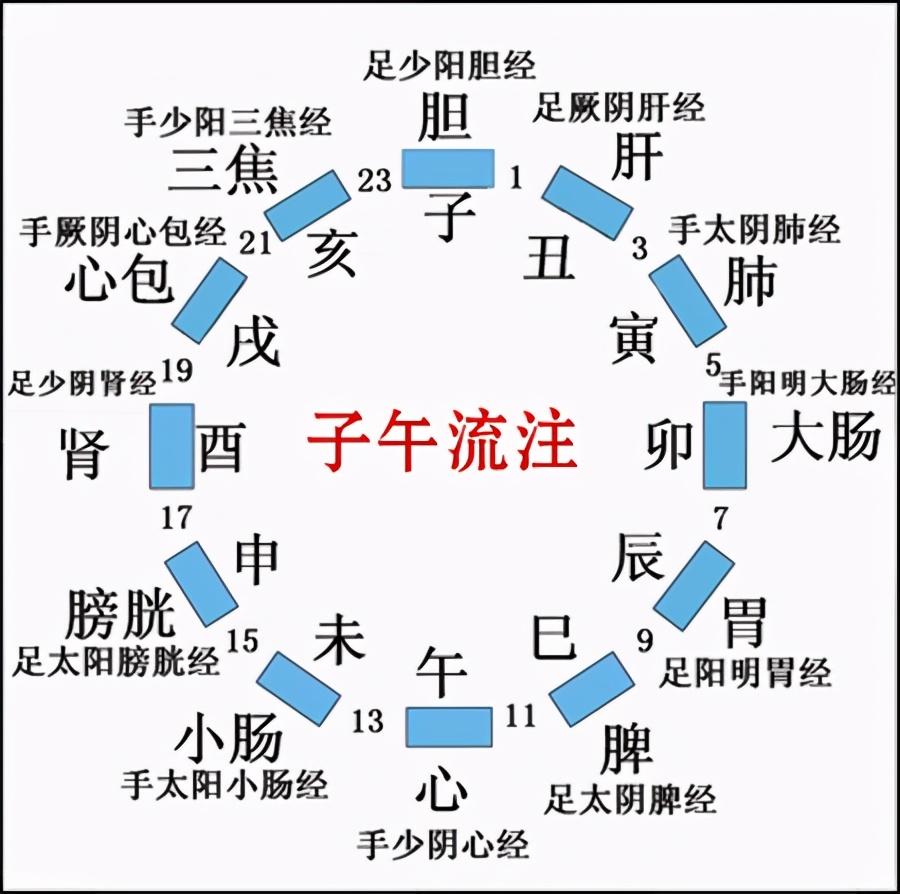 足少阳胆经
胆
子
1
足厥阴肝经
肝
丑
3
手太阴肺经
肺
寅
5
手阳明大肠经
大肠
卯
7
辰
胃
足阳明胃经
9
巳
脾
足太阴脾经
11
午
心
手少阴心经
13
未
小肠
手太阳小肠经
15
申
膀胱
足太阳膀胱经
17
酉
肾
足少阴肾经
19
戌
心包
手厥阴心包经
21
亥
三焦
手少阳三焦经
23
子午流注